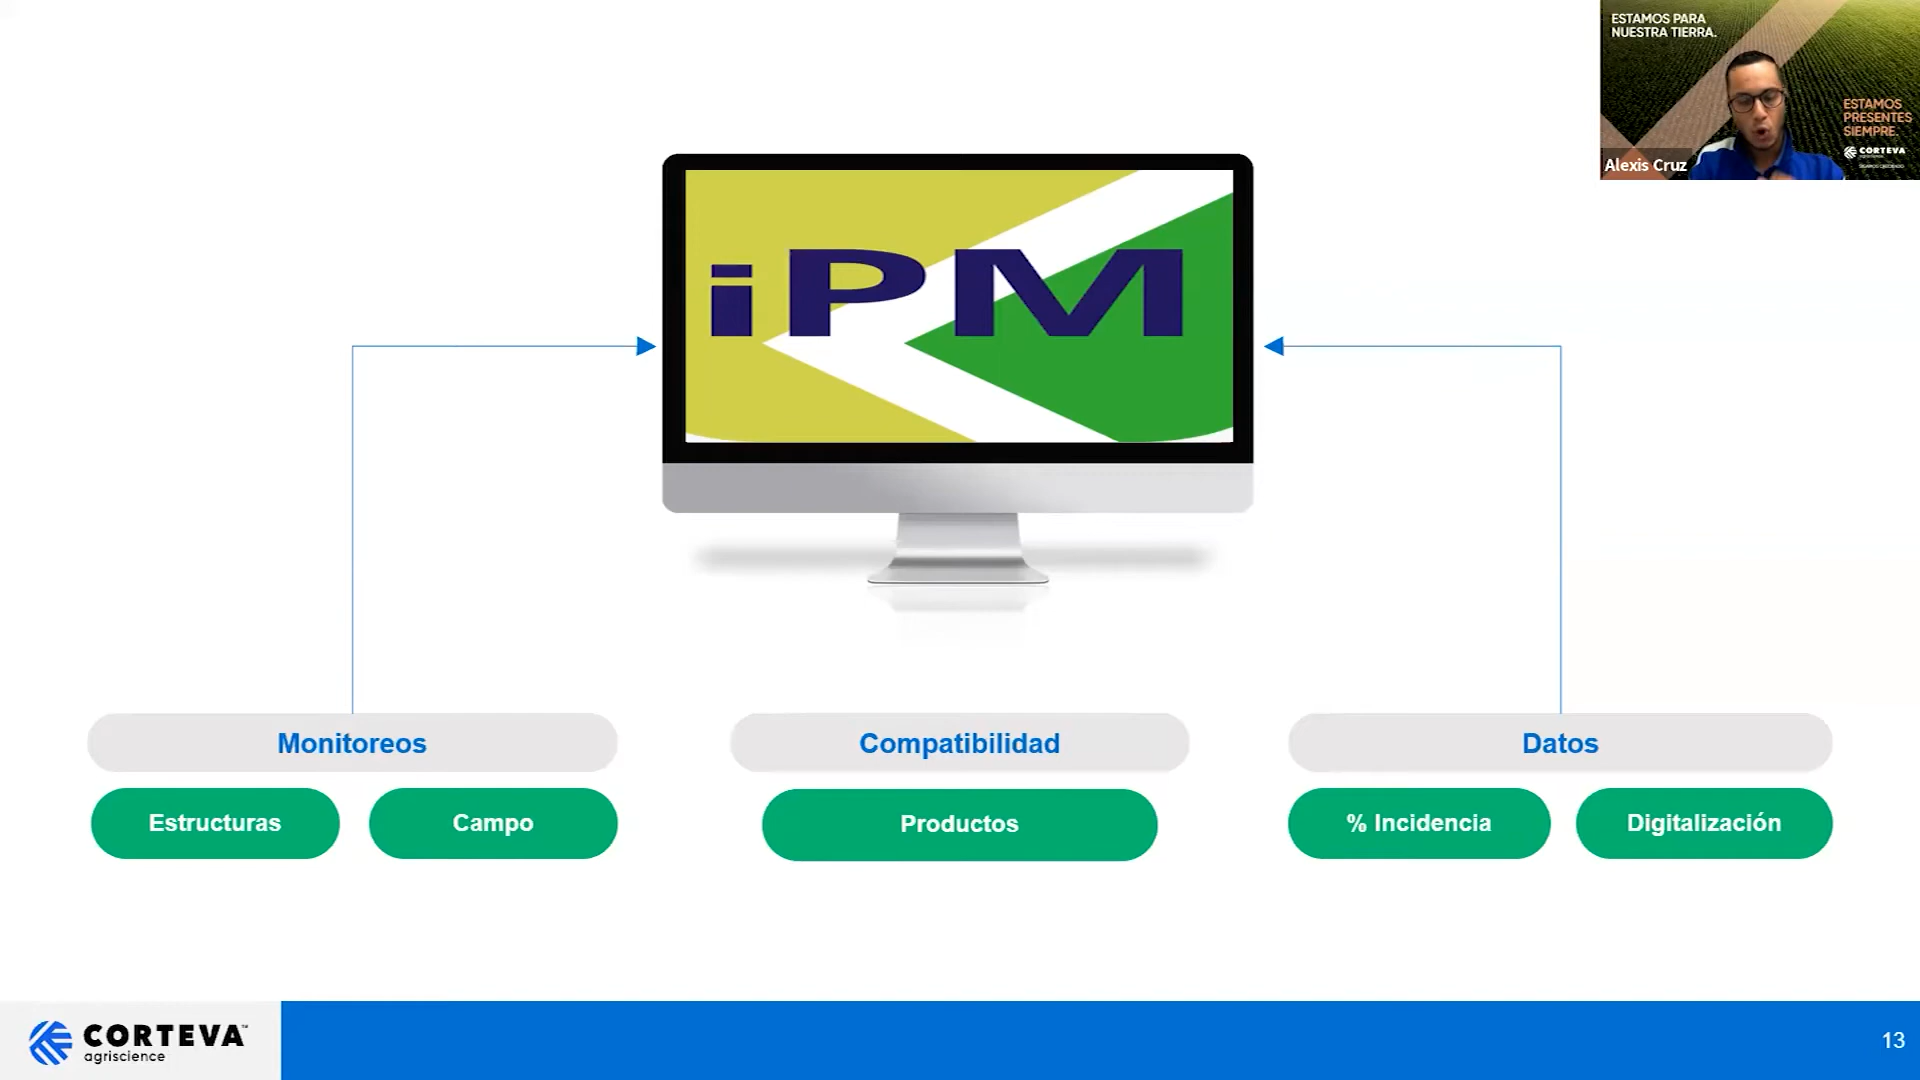 ESTAMOS PARA
NUESTRA TIERRA.
ESTAMOS
PRESENTES
SIEMPRE.
CORTEVA
Alexis Cruz
iPM
Monitoreos
Compatibilidad
Datos
Estructuras
Campo
Productos
% Incidencia
Digitalización
CORTEVA™
agriscience
13